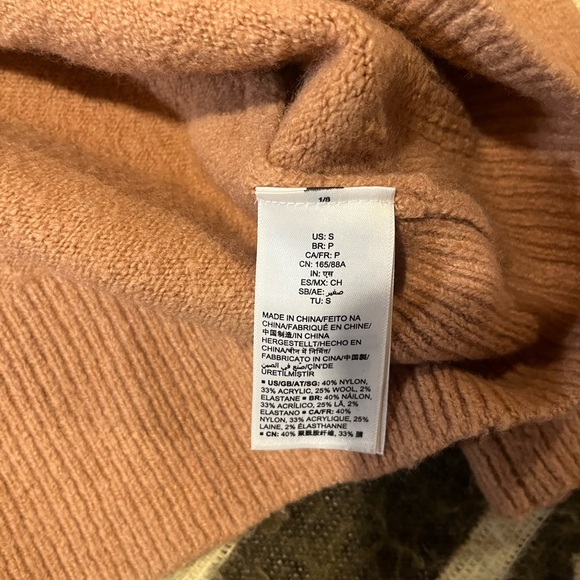 1/8
US: S
BR: P
CA/FR: P
CN: 165/88A
IN: एस
ES/MX: CH
SB/AE: صغير
TU: S
MADE IN CHINA/FEITO NA
CHINA/FABRIQUÉ EN CHINE/
中国制造/IN CHINA
HERGESTELLT/HECHO EN
CHINA/चीन में निर्मित/
FABBRICATO IN CINA/中国製/
صنع في الصين/ÇİN'DE
ÜRETİLMİŞTİR
■ US/GB/AT/SG: 40% NYLON,
33% ACRYLIC, 25% WOOL, 2%
ELASTANE ■ BR: 40% NÁILON,
33% ACRÍLICO, 25% LÃ, 2%
ELASTANO ■ CA/FR: 40%
NYLON, 33% ACRYLIQUE, 25%
LAINE, 2% ÉLASTHANNE
■ CN: 40% 聚酰胺纤维, 33% 腈